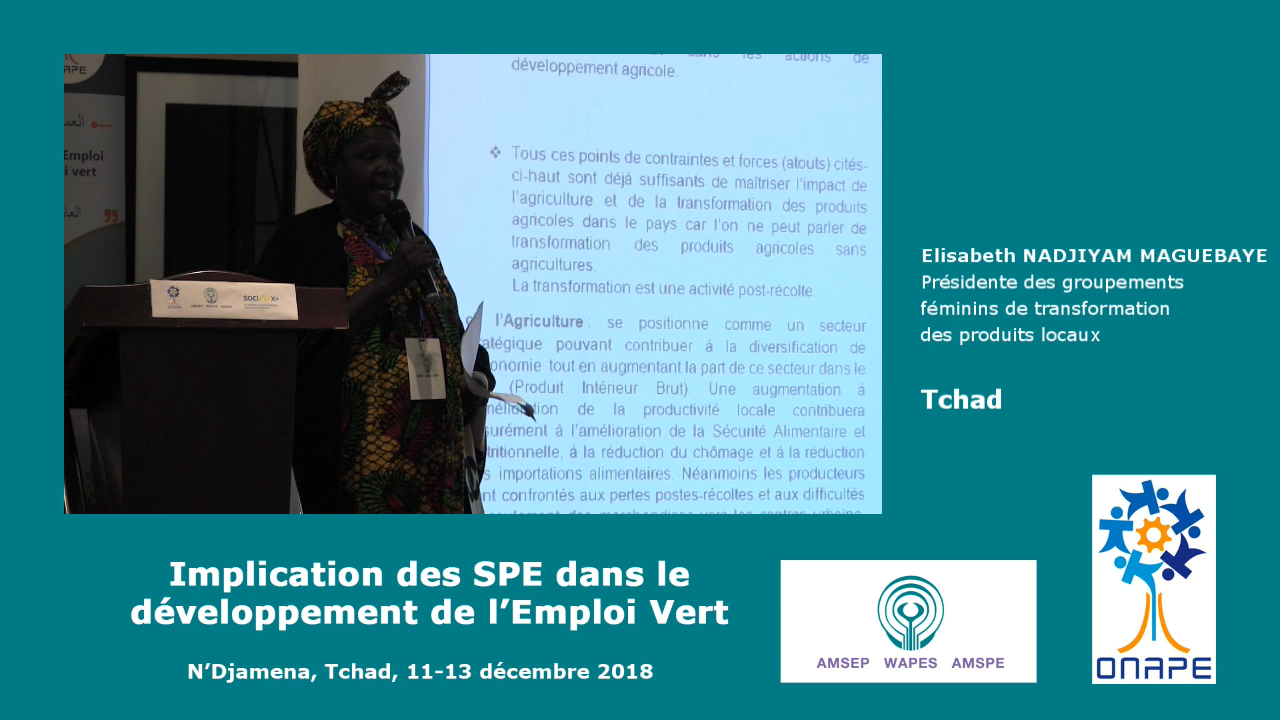 développement agricole.
❖ Tous ces points de contraintes et forces (atouts) cités-
ci-haut sont déjà suffisants de maîtriser l'impact de
l'agriculture et de la transformation des produits
agricoles dans le pays car l'on ne peut parler de
transformation des produits agricoles sans
agricultures.
La transformation est une activité post-récolte.
l'Agriculture : se positionne comme un secteur
pouvant contribuer à la diversification de
tout en augmentant la part de ce secteur dans le
(Produit Intérieur Brut). Une augmentation à
de la productivité locale contribuera
à l'amélioration de la Sécurité Alimentaire et
à la réduction du chômage et à la réduction
importations alimentaires. Néanmoins les producteurs
confrontés aux pertes postes-récoltes et aux difficultés
Emploi
vert
SOCIEUX+
Elisabeth NADJIYAM MAGUEBAYE
Présidente des groupements
féminins de transformation
des produits locaux
Tchad
Implication des SPE dans le
développement de l'Emploi Vert
N'Djamena, Tchad, 11-13 décembre 2018
AMSEP WAPES AMSPE
ONAPE